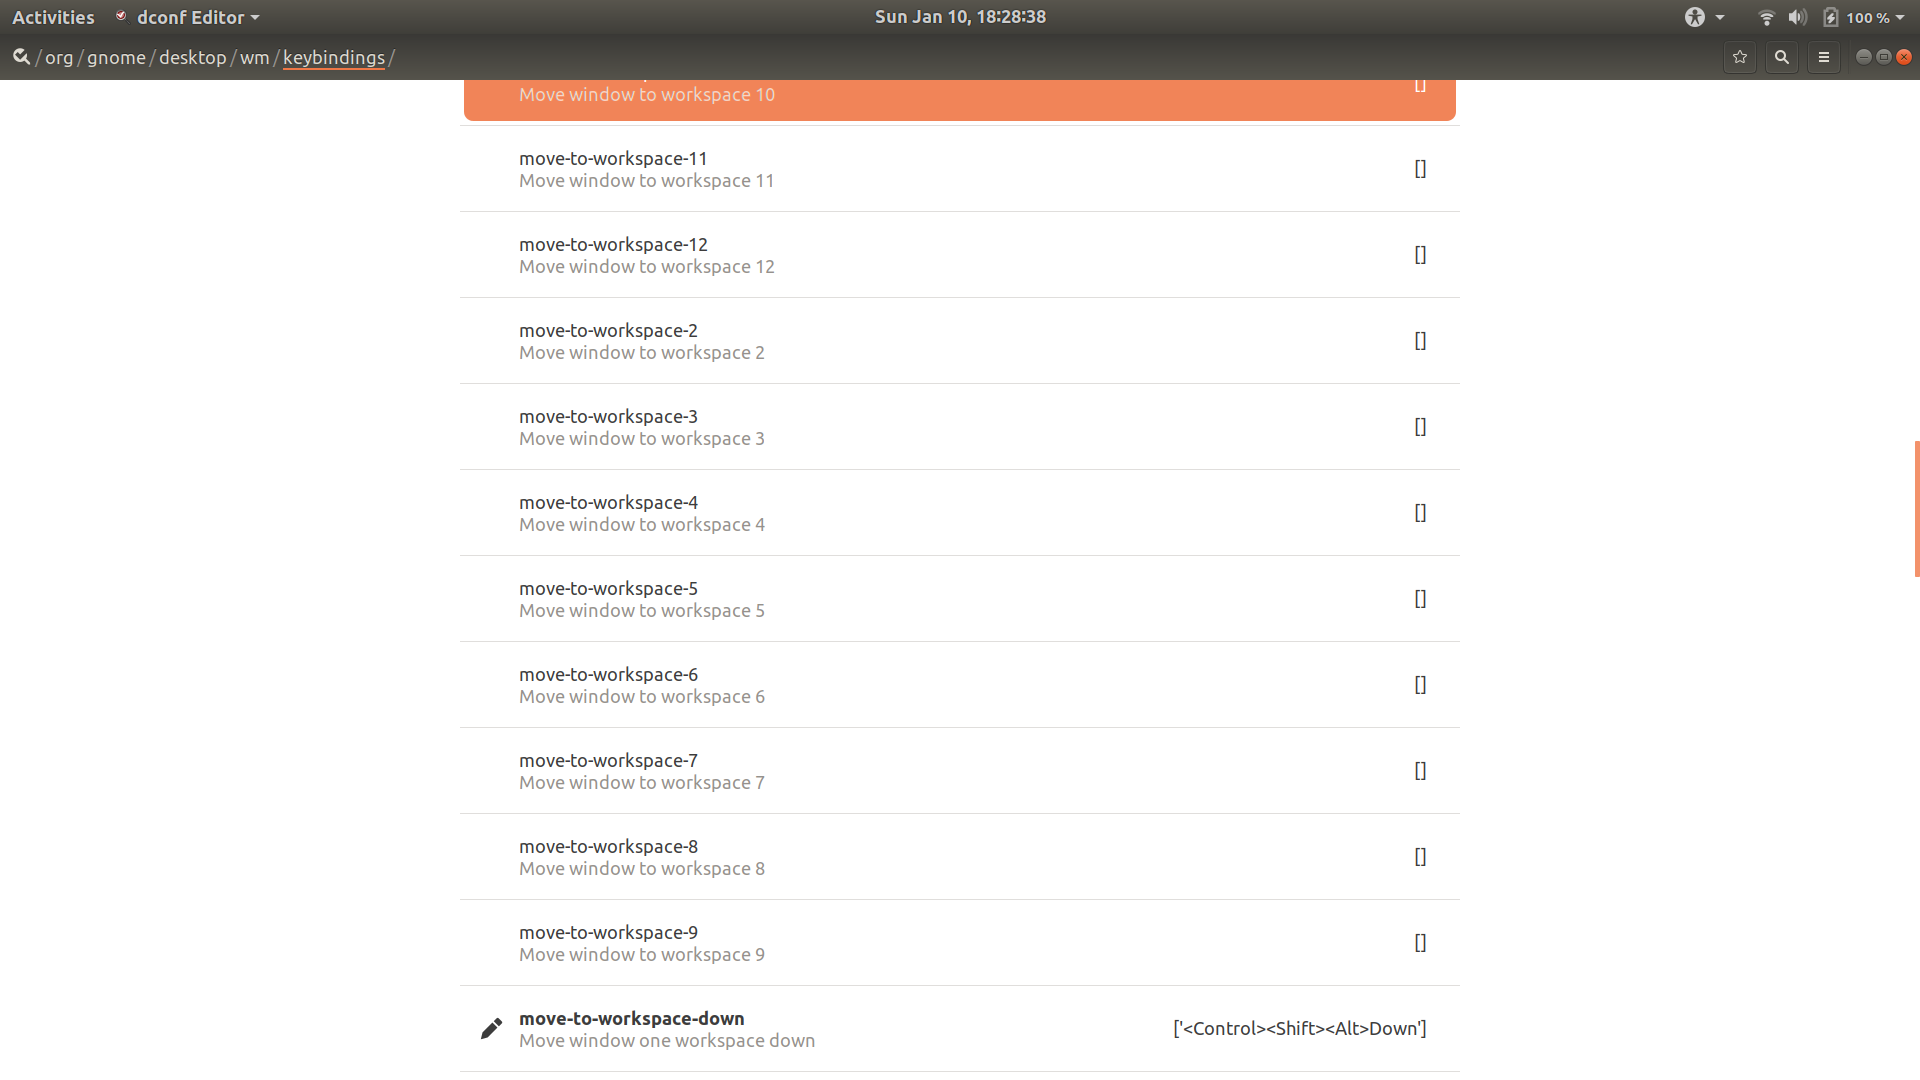 Activities dconf Editor Sun Jan 10, 18:28:38 100 %
/ org / gnome / desktop / wm / keybindings /
Move window to workspace 10 []
move-to-workspace-11
Move window to workspace 11 []
move-to-workspace-12
Move window to workspace 12 []
move-to-workspace-2
Move window to workspace 2 []
move-to-workspace-3
Move window to workspace 3 []
move-to-workspace-4
Move window to workspace 4 []
move-to-workspace-5
Move window to workspace 5 []
move-to-workspace-6
Move window to workspace 6 []
move-to-workspace-7
Move window to workspace 7 []
move-to-workspace-8
Move window to workspace 8 []
move-to-workspace-9
Move window to workspace 9 []
move-to-workspace-down
Move window one workspace down ['<Control><Shift><Alt>Down']